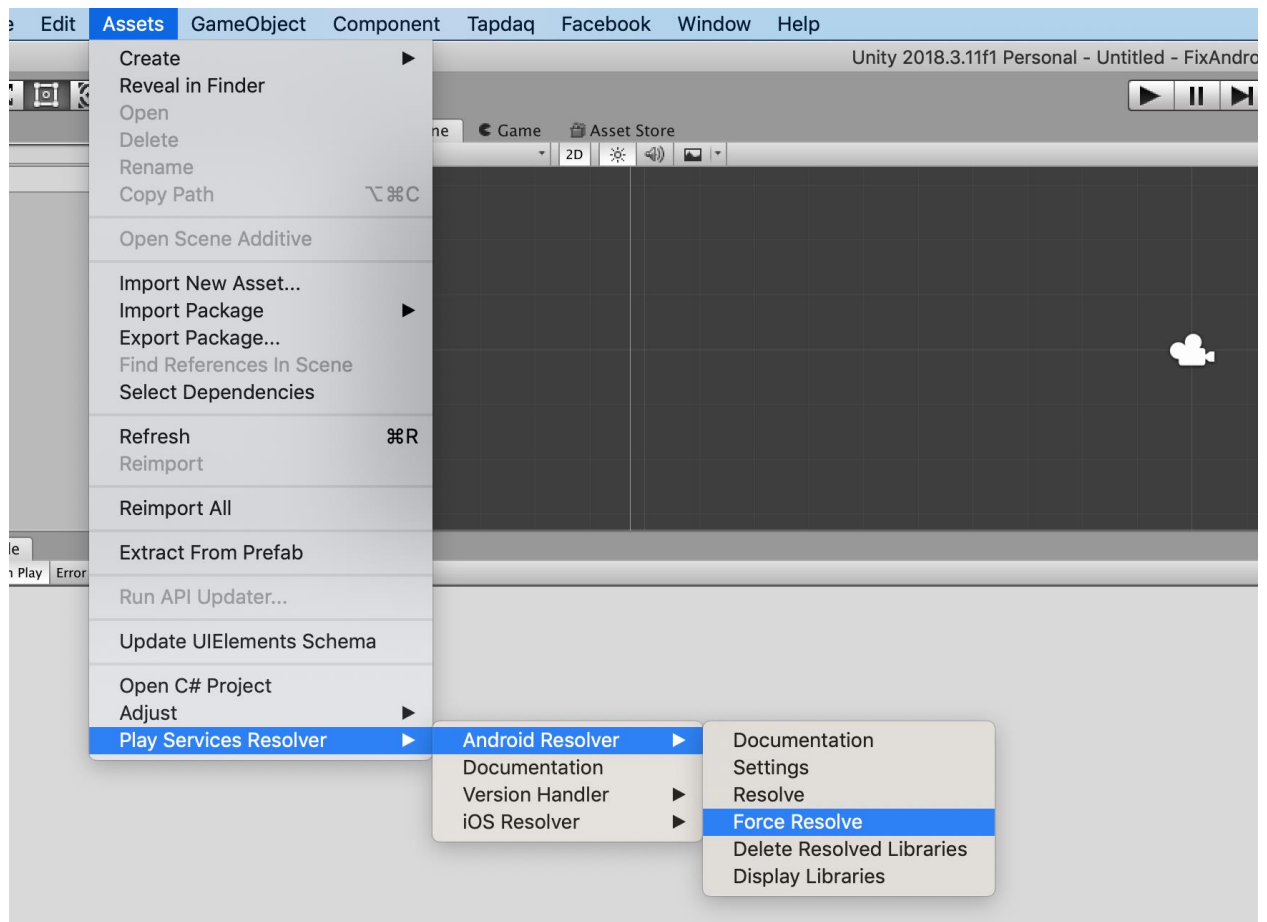 Edit Assets GameObject Component Tapdaq Facebook Window Help
Unity 2018.3.11f1 Personal - Untitled - FixAndro
Create
Reveal in Finder
Open
Delete
Rename
Copy Path ⌥⌘C
Open Scene Additive
Import New Asset...
Import Package
Export Package...
Find References In Scene
Select Dependencies
Refresh ⌘R
Reimport
Reimport All
Extract From Prefab
Run API Updater...
Update UIElements Schema
Open C# Project
Adjust
Play Services Resolver
ne Game Asset Store
2D
le
n Play Error
Android Resolver
Documentation
Version Handler
iOS Resolver
Documentation
Settings
Resolve
Force Resolve
Delete Resolved Libraries
Display Libraries